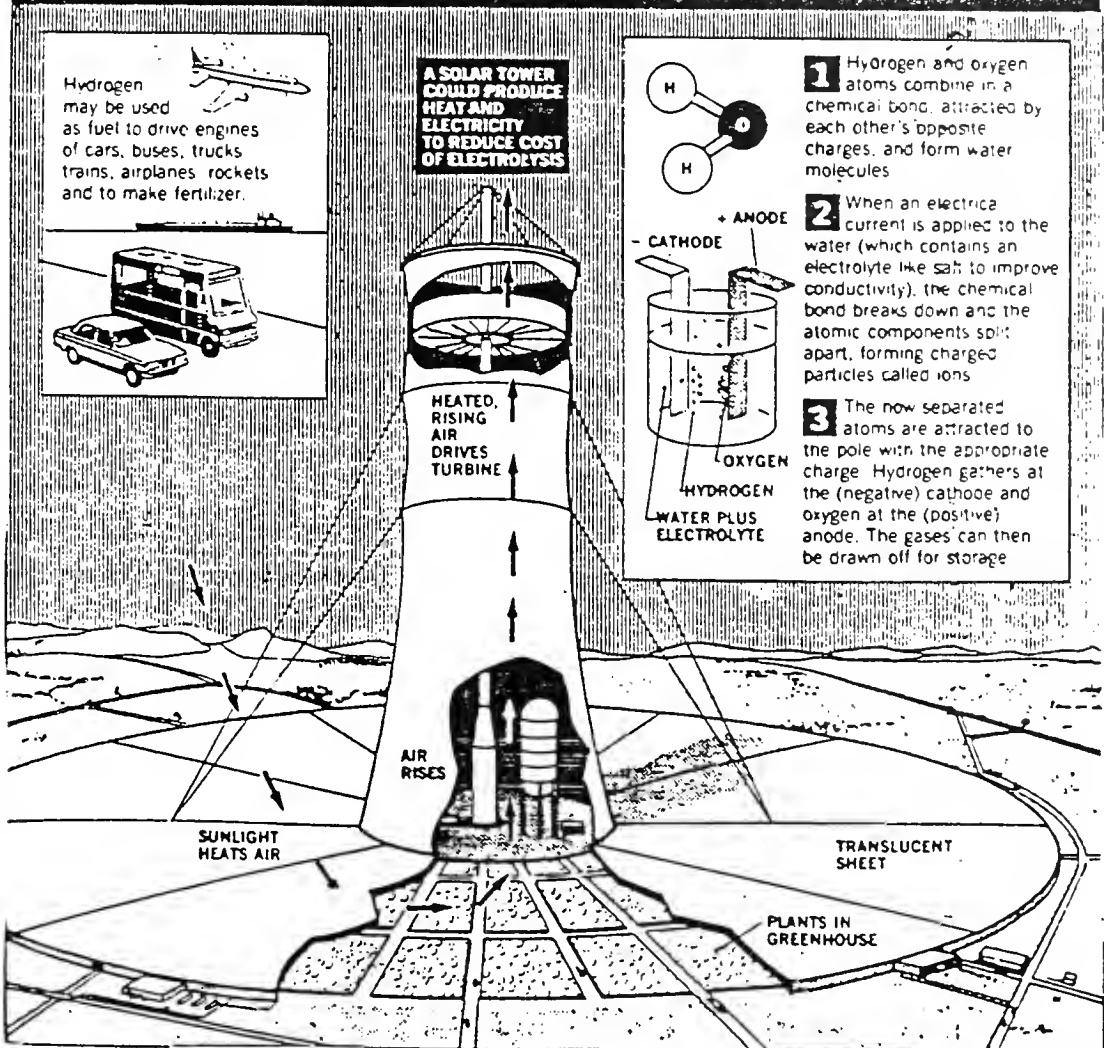 Hydrogen
may be used
as fuel to drive engines
of cars, buses, trucks
trains, airplanes rockets
and to make fertilizer.
A SOLAR TOWER
COULD PRODUCE
HEAT AND
ELECTRICITY
TO REDUCE COST
OF ELECTROLYSIS
HEATED,
RISING
AIR
DRIVES
TURBINE
AIR
RISES
SUNLIGHT
HEATS AIR
TRANSLUCENT
SHEET
PLANTS IN
GREENHOUSE
H
O
H
+ ANODE
- CATHODE
OXYGEN
HYDROGEN
WATER PLUS
ELECTROLYTE
1 Hydrogen and oxygen
atoms combine in a
chemical bond, attracted by
each other's opposite
charges, and form water
molecules
2 When an electrica
current is applied to the
water (which contains an
electrolyte like salt to improve
conductivity), the chemical
bond breaks down and the
atomic components split
apart, forming charged
particles called ions
3 The now separated
atoms are attracted to
the pole with the appropriate
charge. Hydrogen gathers at
the (negative) cathode and
oxygen at the (positive)
anode. The gases can then
be drawn off for storage